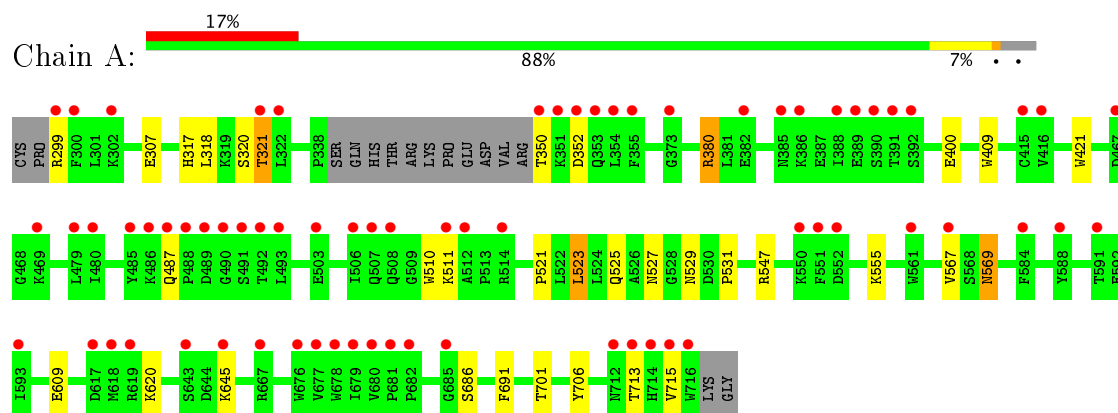 17%
Chain A:
88% 7%
CYS PRO R299 F300 L301 K302 E307 H317 L318 K319 S320 T321 L322 P338 SER GLN HIS THR ARG LYS PRO GLU ASP VAL ARG T350 K351 D352 Q353 L354 F355 G373 R380 L381 E382 N385 K386 E387 I388 E389 S390 T391 S392 E400 W409 C415 V416 W421 D467
G468 K469 L479 I480 Y485 K486 Q487 P488 D489 G490 S491 T492 L493 E503 I506 Q507 Q508 G509 W510 K511 A512 P513 R514 P521 L522 L523 L524 Q525 A526 N527 G528 N529 D530 P531 R547 K550 F551 D552 K555 W561 V567 S568 N569 F584 Y588 T591
I593 E609 D617 M618 R619 K620 S643 D644 K645 R667 W676 V677 W678 I679 V680 P681 P682 G685 S686 F691 T701 Y706 N712 T713 H714 V715 W716 LYS GLY